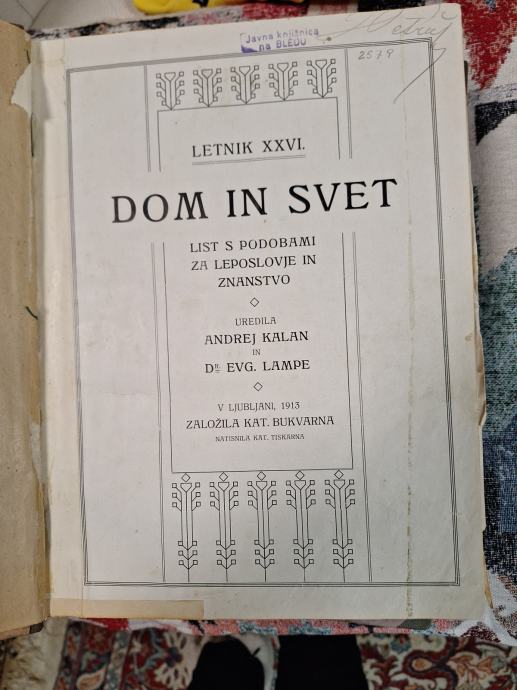 Javna knjižnica
na BLEDU
2579
LETNIK XXVI.
DOM IN SVET
LIST S PODOBAMI
ZA LEPOSLOVJE IN
ZNANSTVO
UREDILA
ANDREJ KALAN
IN
DR. EVG. LAMPE
V LJUBLJANI, 1913
ZALOŽILA KAT. BUKVARNA
NATISNILA KAT. TISKARNA